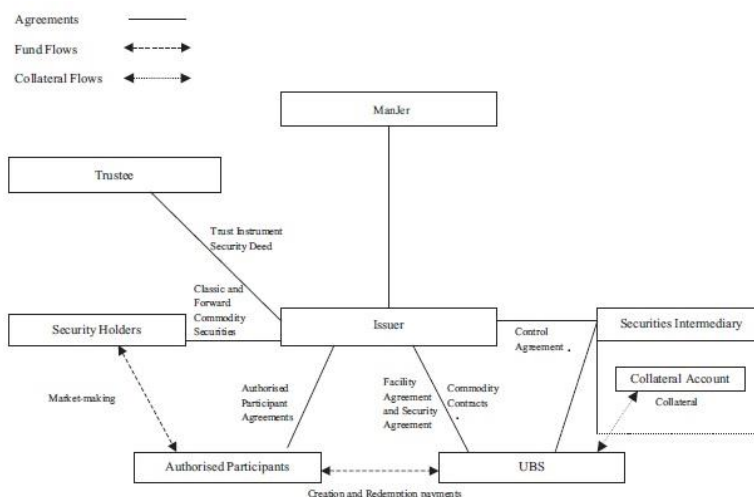 Agreements
Fund Flows
Collateral Flows
ManJer
Trustee
Trust Instrument
Security Deed
Classic and
Forward
Commodity
Securities
Security Holders
Issuer
Securities Intermediary
Control
Agreement
Collateral Account
Collateral
Market-making
Authorised
Participant
Agreements
Facility
Agreement
and Security
Agreement
Commodity
Contracts
Authorised Participants
UBS
Creation and Redemption payments